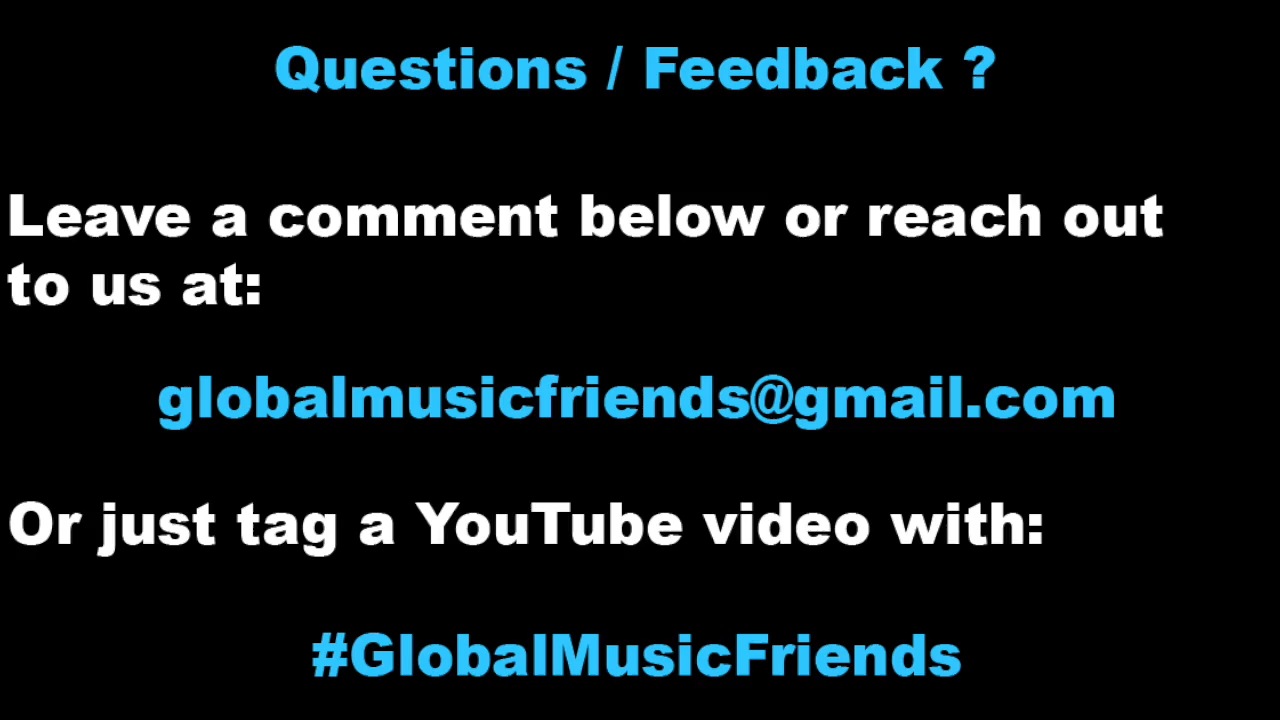 Questions / Feedback ?
Leave a comment below or reach out
to us at:
globalmusicfriends@gmail.com
Or just tag a YouTube video with:
#GlobalMusicFriends